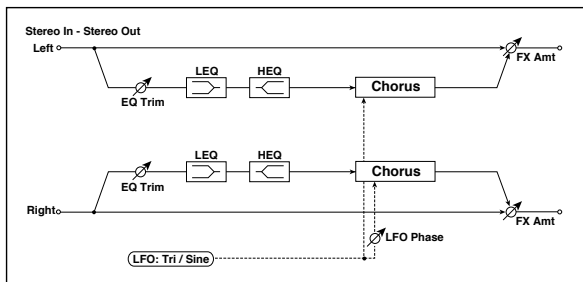 Stereo In - Stereo Out
Left
FX Amt
EQ Trim
LEQ
HEQ
Chorus
LEQ
HEQ
Chorus
EQ Trim
Right
FX Amt
LFO Phase
LFO: Tri / Sine